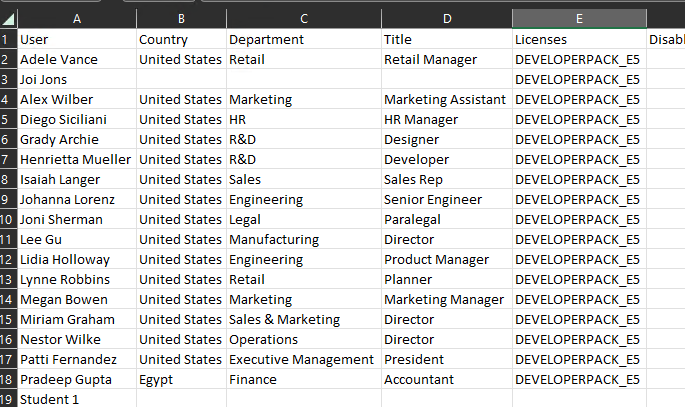 A B C D E
1 User Country Department Title Licenses Disabl
2 Adele Vance United States Retail Retail Manager DEVELOPERPACK_E5
3 Joi Jons DEVELOPERPACK_E5
4 Alex Wilber United States Marketing Marketing Assistant DEVELOPERPACK_E5
5 Diego Siciliani United States HR HR Manager DEVELOPERPACK_E5
6 Grady Archie United States R&D Designer DEVELOPERPACK_E5
7 Henrietta Mueller United States R&D Developer DEVELOPERPACK_E5
8 Isaiah Langer United States Sales Sales Rep DEVELOPERPACK_E5
9 Johanna Lorenz United States Engineering Senior Engineer DEVELOPERPACK_E5
10 Joni Sherman United States Legal Paralegal DEVELOPERPACK_E5
11 Lee Gu United States Manufacturing Director DEVELOPERPACK_E5
12 Lidia Holloway United States Engineering Product Manager DEVELOPERPACK_E5
13 Lynne Robbins United States Retail Planner DEVELOPERPACK_E5
14 Megan Bowen United States Marketing Marketing Manager DEVELOPERPACK_E5
15 Miriam Graham United States Sales & Marketing Director DEVELOPERPACK_E5
16 Nestor Wilke United States Operations Director DEVELOPERPACK_E5
17 Patti Fernandez United States Executive Management President DEVELOPERPACK_E5
18 Pradeep Gupta Egypt Finance Accountant DEVELOPERPACK_E5
19 Student 1